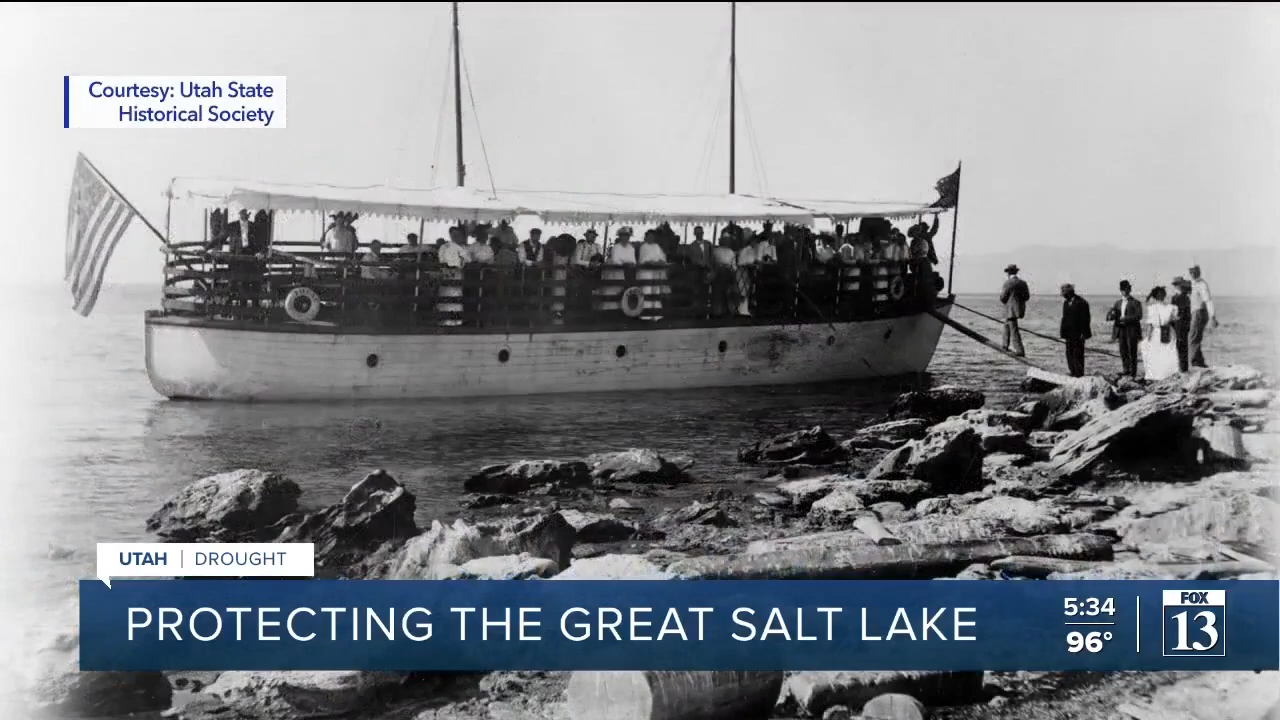 Courtesy: Utah State
Historical Society
UTAH | DROUGHT
PROTECTING THE GREAT SALT LAKE
5:34
96°
FOX
13